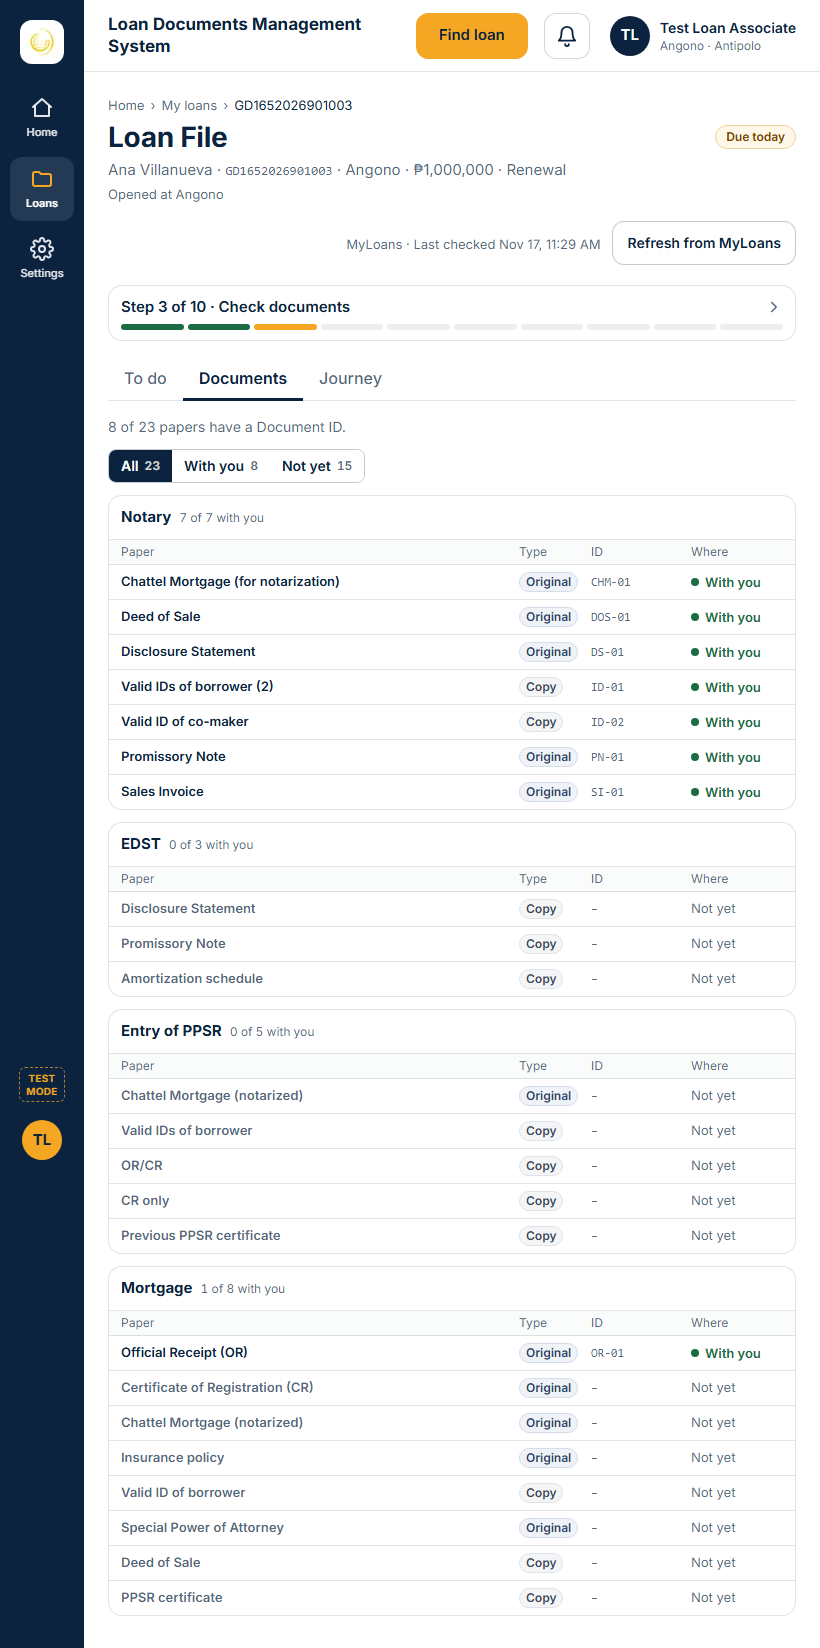 Loan Documents Management
System
Find loan
TL
Test Loan Associate
Angono · Antipolo
Home
Loans
Settings
TEST
MODE
TL
Home › My loans › GD1652026901003
Loan File
Due today
Ana Villanueva · GD1652026901003 · Angono · ₱1,000,000 · Renewal
Opened at Angono
MyLoans · Last checked Nov 17, 11:29 AM
Refresh from MyLoans
Step 3 of 10 · Check documents
To do Documents Journey
8 of 23 papers have a Document ID.
All 23 With you 8 Not yet 15
Notary 7 of 7 with you
Paper Type ID Where
Chattel Mortgage (for notarization) Original CHM-01 With you
Deed of Sale Original DOS-01 With you
Disclosure Statement Original DS-01 With you
Valid IDs of borrower (2) Copy ID-01 With you
Valid ID of co-maker Copy ID-02 With you
Promissory Note Original PN-01 With you
Sales Invoice Original SI-01 With you
EDST 0 of 3 with you
Paper Type ID Where
Disclosure Statement Copy – Not yet
Promissory Note Copy – Not yet
Amortization schedule Copy – Not yet
Entry of PPSR 0 of 5 with you
Paper Type ID Where
Chattel Mortgage (notarized) Original – Not yet
Valid IDs of borrower Copy – Not yet
OR/CR Copy – Not yet
CR only Copy – Not yet
Previous PPSR certificate Copy – Not yet
Mortgage 1 of 8 with you
Paper Type ID Where
Official Receipt (OR) Original OR-01 With you
Certificate of Registration (CR) Original – Not yet
Chattel Mortgage (notarized) Original – Not yet
Insurance policy Original – Not yet
Valid ID of borrower Copy – Not yet
Special Power of Attorney Original – Not yet
Deed of Sale Copy – Not yet
PPSR certificate Copy – Not yet